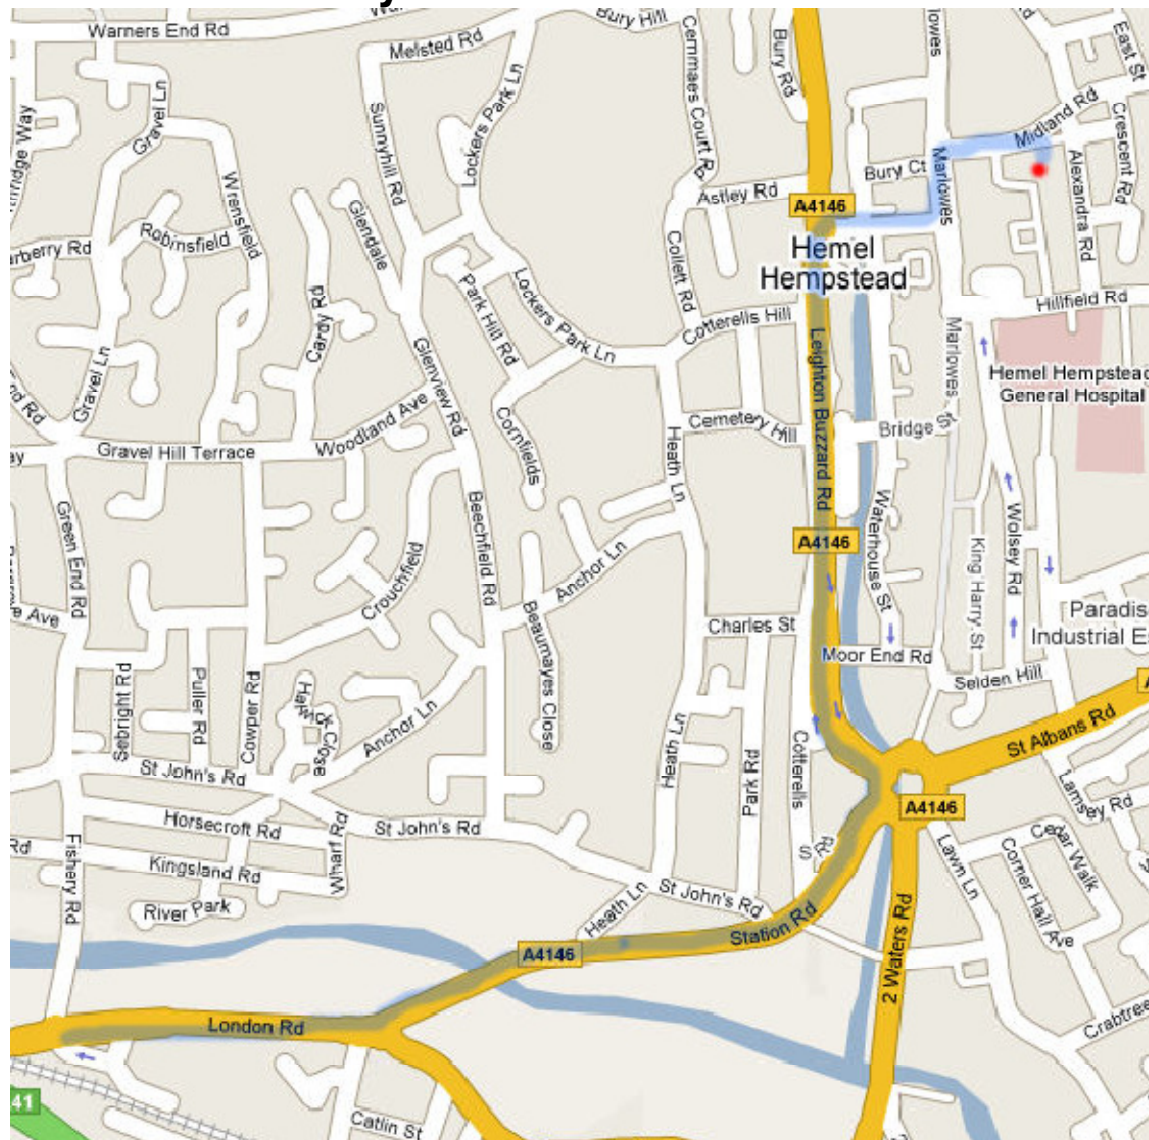 y
Warners End Rd
Melsted Rd
Bury Hill
Bury Rd
lowes
East St
Gravel Ln
Sunnyhill Rd
Lockers Park Ln
Midland Rd
Crescent Rd
Bury Ct
Marlowes
Alexandra Rd
Astley Rd
A4146
Wrensfield
Robinsfield
Glendale
rberry Rd
Hemel
Hempstead
Collett Rd
Park Hill Rd
Lockers Park Ln
Cotterells Hill
Hillfield Rd
Marlowes
Leighton Buzzard Rd
Glenview Rd
Gravel Ln
Hemel Hempstead
General Hospital
nd Rd
Woodland Ave
Cornfields
Cemetery Hill
Bridge St
ay
Gravel Hill Terrace
Heath Ln
Green End Rd
Beechfield Rd
Waterhouse St
Wolsey Rd
King Harry St
A4146
Crouchfield
Anchor Ln
e Ave
Beaumayes Close
Charles St
Paradis
Industrial Es
Moor End Rd
Selden Hill
Sebright Rd
Puller Rd
Cowper Rd
Anchor Ln
Heath Ln
Park Rd
Cotterells
St Albans Rd
St John's Rd
A4146
Lamsey Rd
Horsecroft Rd
St John's Rd
Wharf Rd
Cedar Walk
Rd
Fishery Rd
Kingsland Rd
Lawn Ln
Corner Hall Ave
River Park
Heath Ln
St John's Rd
Station Rd
A4146
2 Waters Rd
London Rd
Crabtree
41
Catlin St